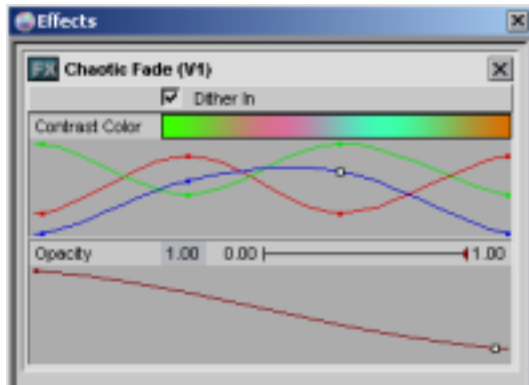 Effects
FX Chaotic Fade (V1)
Dither In
Contrast Color
Opacity 1.00 0.00 1.00